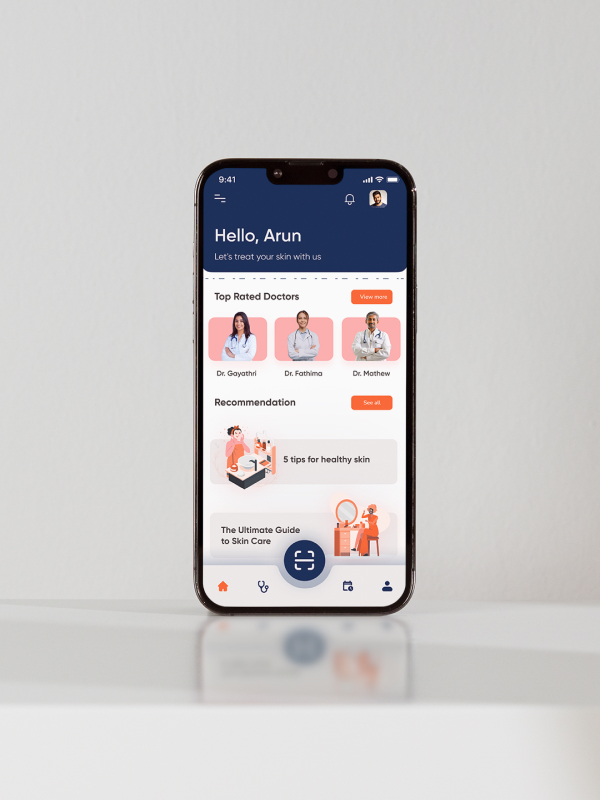 9:41
Hello, Arun
Let's treat your skin with us
Top Rated Doctors
View more
Dr. Gayathri
Dr. Fathima
Dr. Mathew
Recommendation
See all
5 tips for healthy skin
The Ultimate Guide
to Skin Care